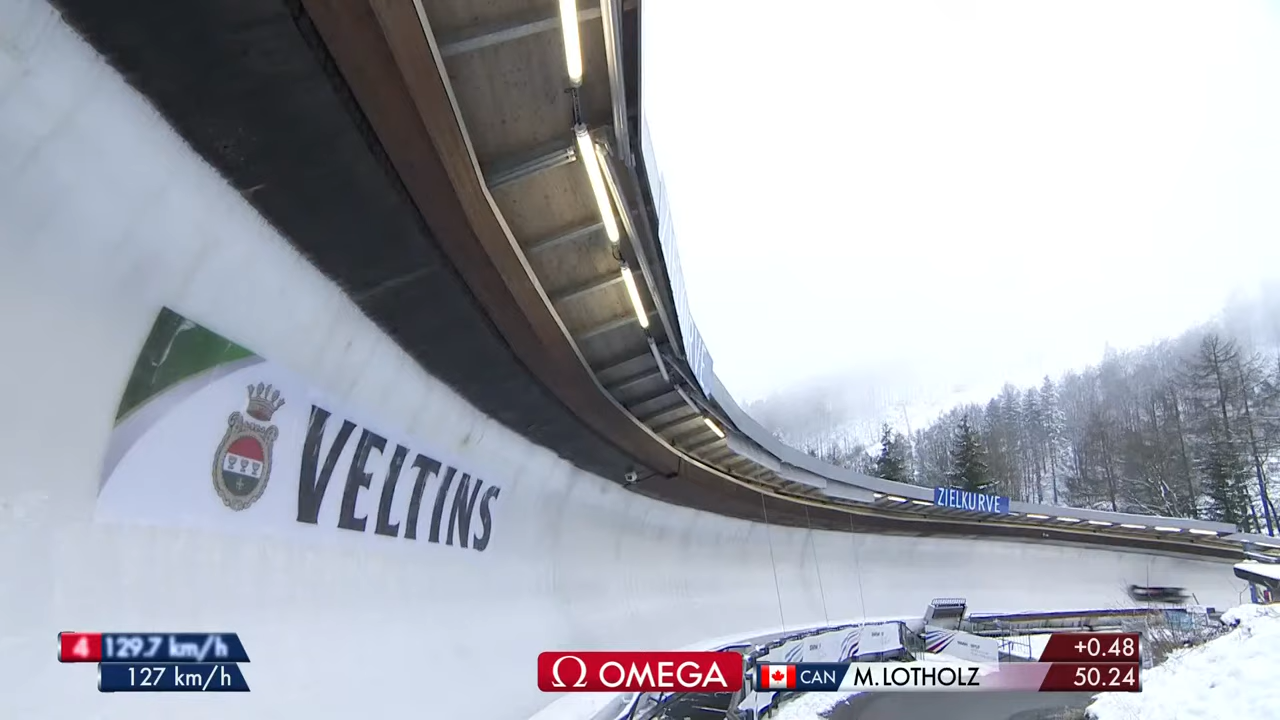 VELTINS
ZIELKURVE
4 129.7 km/h
127 km/h
Ω OMEGA
CAN M. LOTHOLZ
+0.48
50.24